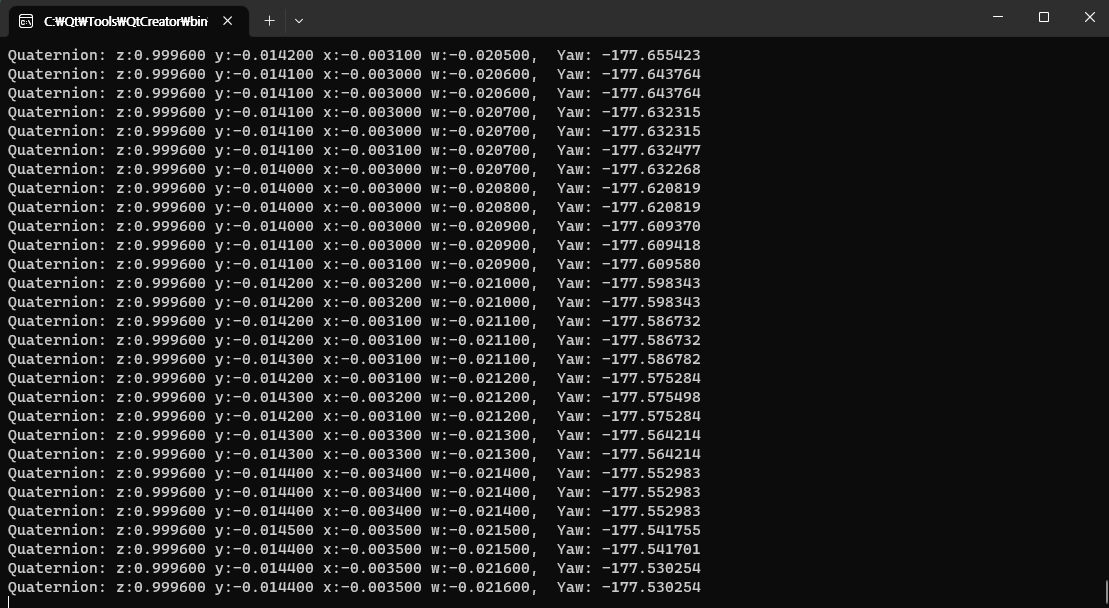 C:₩Qt₩Tools₩QtCreator₩bin
Quaternion: z:0.999600 y:-0.014200 x:-0.003100 w:-0.020500,  Yaw: -177.655423
Quaternion: z:0.999600 y:-0.014100 x:-0.003000 w:-0.020600,  Yaw: -177.643764
Quaternion: z:0.999600 y:-0.014100 x:-0.003000 w:-0.020600,  Yaw: -177.643764
Quaternion: z:0.999600 y:-0.014100 x:-0.003000 w:-0.020700,  Yaw: -177.632315
Quaternion: z:0.999600 y:-0.014100 x:-0.003000 w:-0.020700,  Yaw: -177.632315
Quaternion: z:0.999600 y:-0.014100 x:-0.003100 w:-0.020700,  Yaw: -177.632477
Quaternion: z:0.999600 y:-0.014000 x:-0.003000 w:-0.020700,  Yaw: -177.632268
Quaternion: z:0.999600 y:-0.014000 x:-0.003000 w:-0.020800,  Yaw: -177.620819
Quaternion: z:0.999600 y:-0.014000 x:-0.003000 w:-0.020800,  Yaw: -177.620819
Quaternion: z:0.999600 y:-0.014000 x:-0.003000 w:-0.020900,  Yaw: -177.609370
Quaternion: z:0.999600 y:-0.014100 x:-0.003000 w:-0.020900,  Yaw: -177.609418
Quaternion: z:0.999600 y:-0.014100 x:-0.003100 w:-0.020900,  Yaw: -177.609580
Quaternion: z:0.999600 y:-0.014200 x:-0.003200 w:-0.021000,  Yaw: -177.598343
Quaternion: z:0.999600 y:-0.014200 x:-0.003200 w:-0.021000,  Yaw: -177.598343
Quaternion: z:0.999600 y:-0.014200 x:-0.003100 w:-0.021100,  Yaw: -177.586732
Quaternion: z:0.999600 y:-0.014200 x:-0.003100 w:-0.021100,  Yaw: -177.586732
Quaternion: z:0.999600 y:-0.014300 x:-0.003100 w:-0.021100,  Yaw: -177.586782
Quaternion: z:0.999600 y:-0.014200 x:-0.003100 w:-0.021200,  Yaw: -177.575284
Quaternion: z:0.999600 y:-0.014300 x:-0.003200 w:-0.021200,  Yaw: -177.575498
Quaternion: z:0.999600 y:-0.014200 x:-0.003100 w:-0.021200,  Yaw: -177.575284
Quaternion: z:0.999600 y:-0.014300 x:-0.003300 w:-0.021300,  Yaw: -177.564214
Quaternion: z:0.999600 y:-0.014300 x:-0.003300 w:-0.021300,  Yaw: -177.564214
Quaternion: z:0.999600 y:-0.014400 x:-0.003400 w:-0.021400,  Yaw: -177.552983
Quaternion: z:0.999600 y:-0.014400 x:-0.003400 w:-0.021400,  Yaw: -177.552983
Quaternion: z:0.999600 y:-0.014400 x:-0.003400 w:-0.021400,  Yaw: -177.552983
Quaternion: z:0.999600 y:-0.014500 x:-0.003500 w:-0.021500,  Yaw: -177.541755
Quaternion: z:0.999600 y:-0.014400 x:-0.003500 w:-0.021500,  Yaw: -177.541701
Quaternion: z:0.999600 y:-0.014400 x:-0.003500 w:-0.021600,  Yaw: -177.530254
Quaternion: z:0.999600 y:-0.014400 x:-0.003500 w:-0.021600,  Yaw: -177.530254